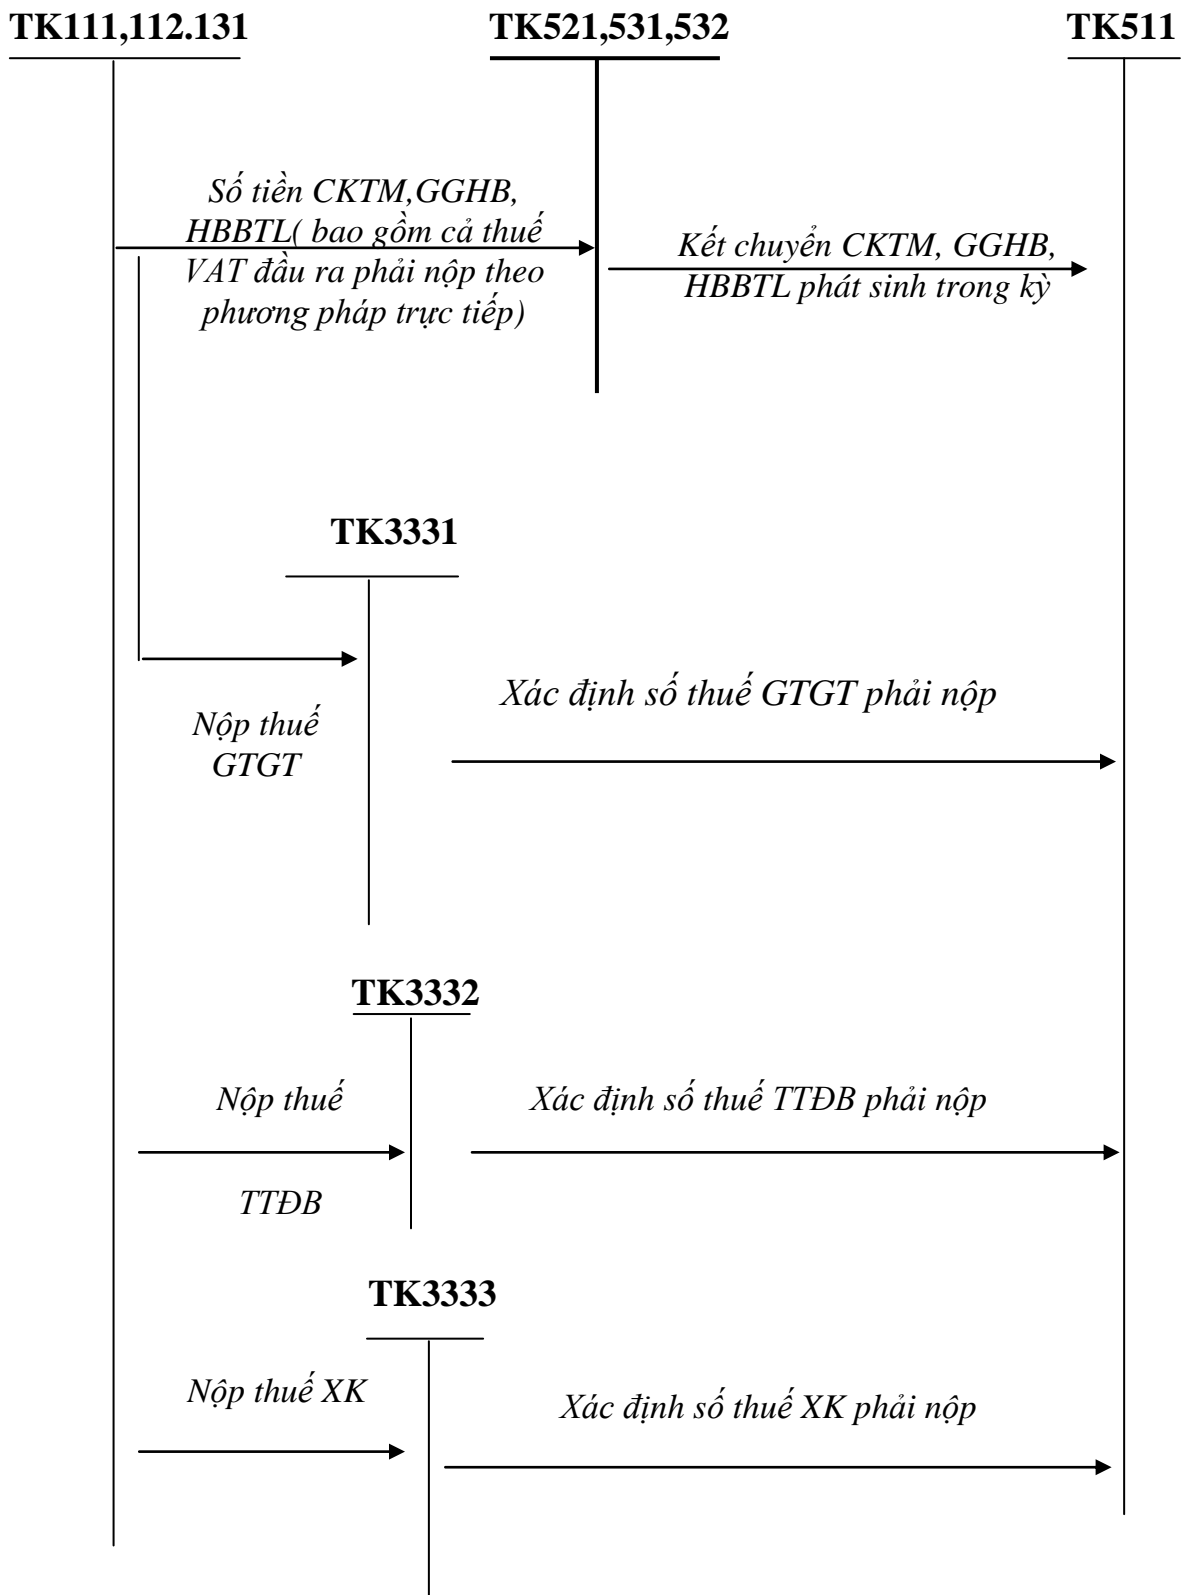 TK111,112.131
TK521,531,532
TK511
Số tiền CKTM,GGHB,
HBBTL( bao gồm cả thuế
VAT đầu ra phải nộp theo
phương pháp trực tiếp)
Kết chuyển CKTM, GGHB,
HBBTL phát sinh trong kỳ
TK3331
Nộp thuế
GTGT
Xác định số thuế GTGT phải nộp
TK3332
Nộp thuế
TTĐB
Xác định số thuế TTĐB phải nộp
TK3333
Nộp thuế XK
Xác định số thuế XK phải nộp